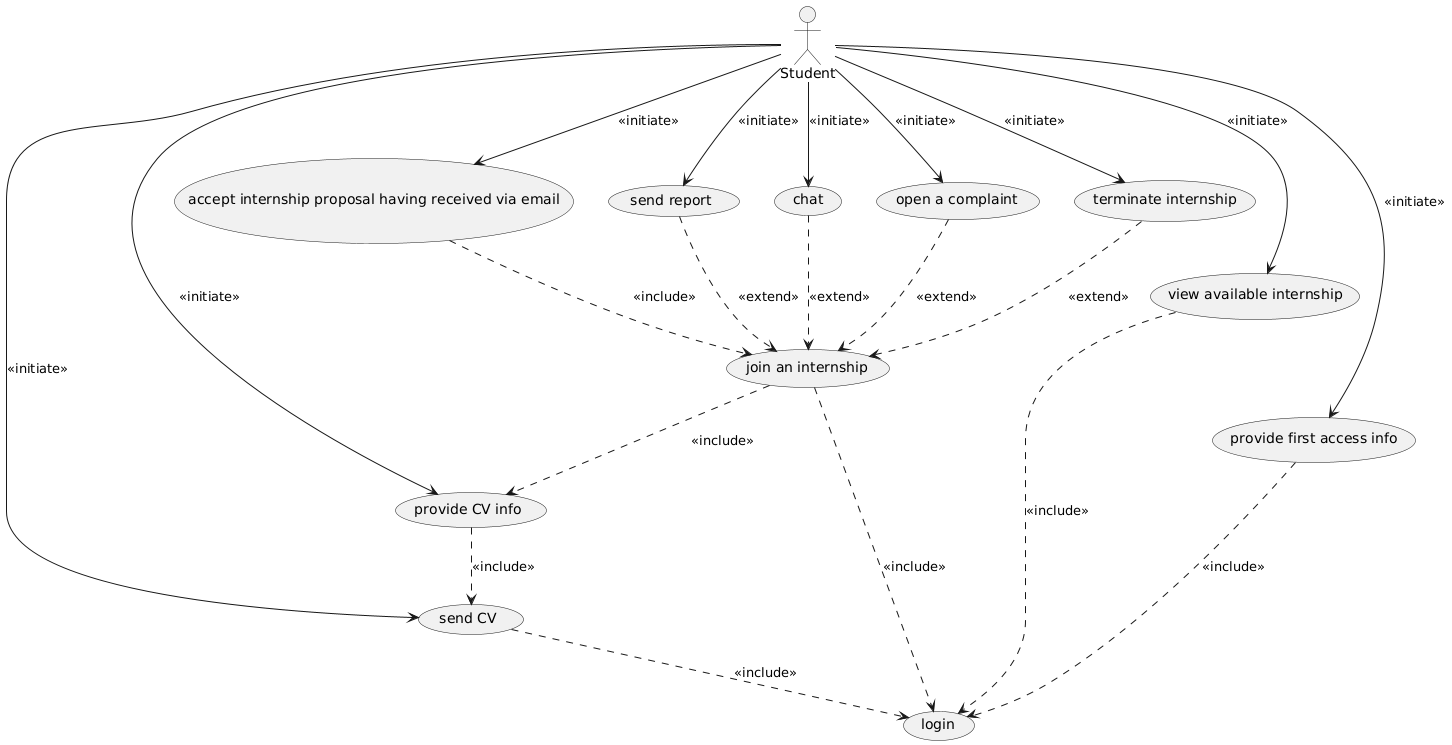 Student
«initiate»
«initiate»
«initiate»
«initiate»
«initiate»
«initiate»
accept internship proposal having received via email
send report
chat
open a complaint
terminate internship
«initiate»
«initiate»
«include»
«extend»
«extend»
«extend»
«extend»
view available internship
«initiate»
join an internship
«include»
provide first access info
provide CV info
«include»
«include»
«include»
«include»
send CV
«include»
login